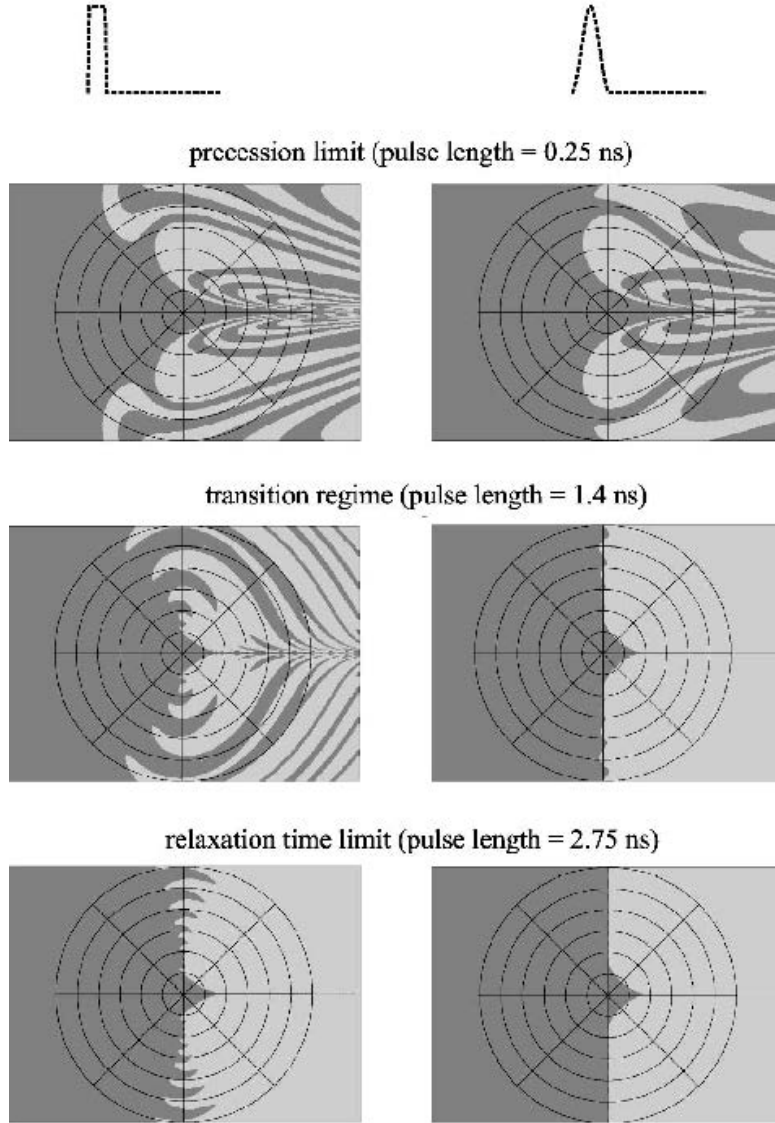 precession limit (pulse length = 0.25 ns)
transition regime (pulse length = 1.4 ns)
relaxation time limit (pulse length = 2.75 ns)